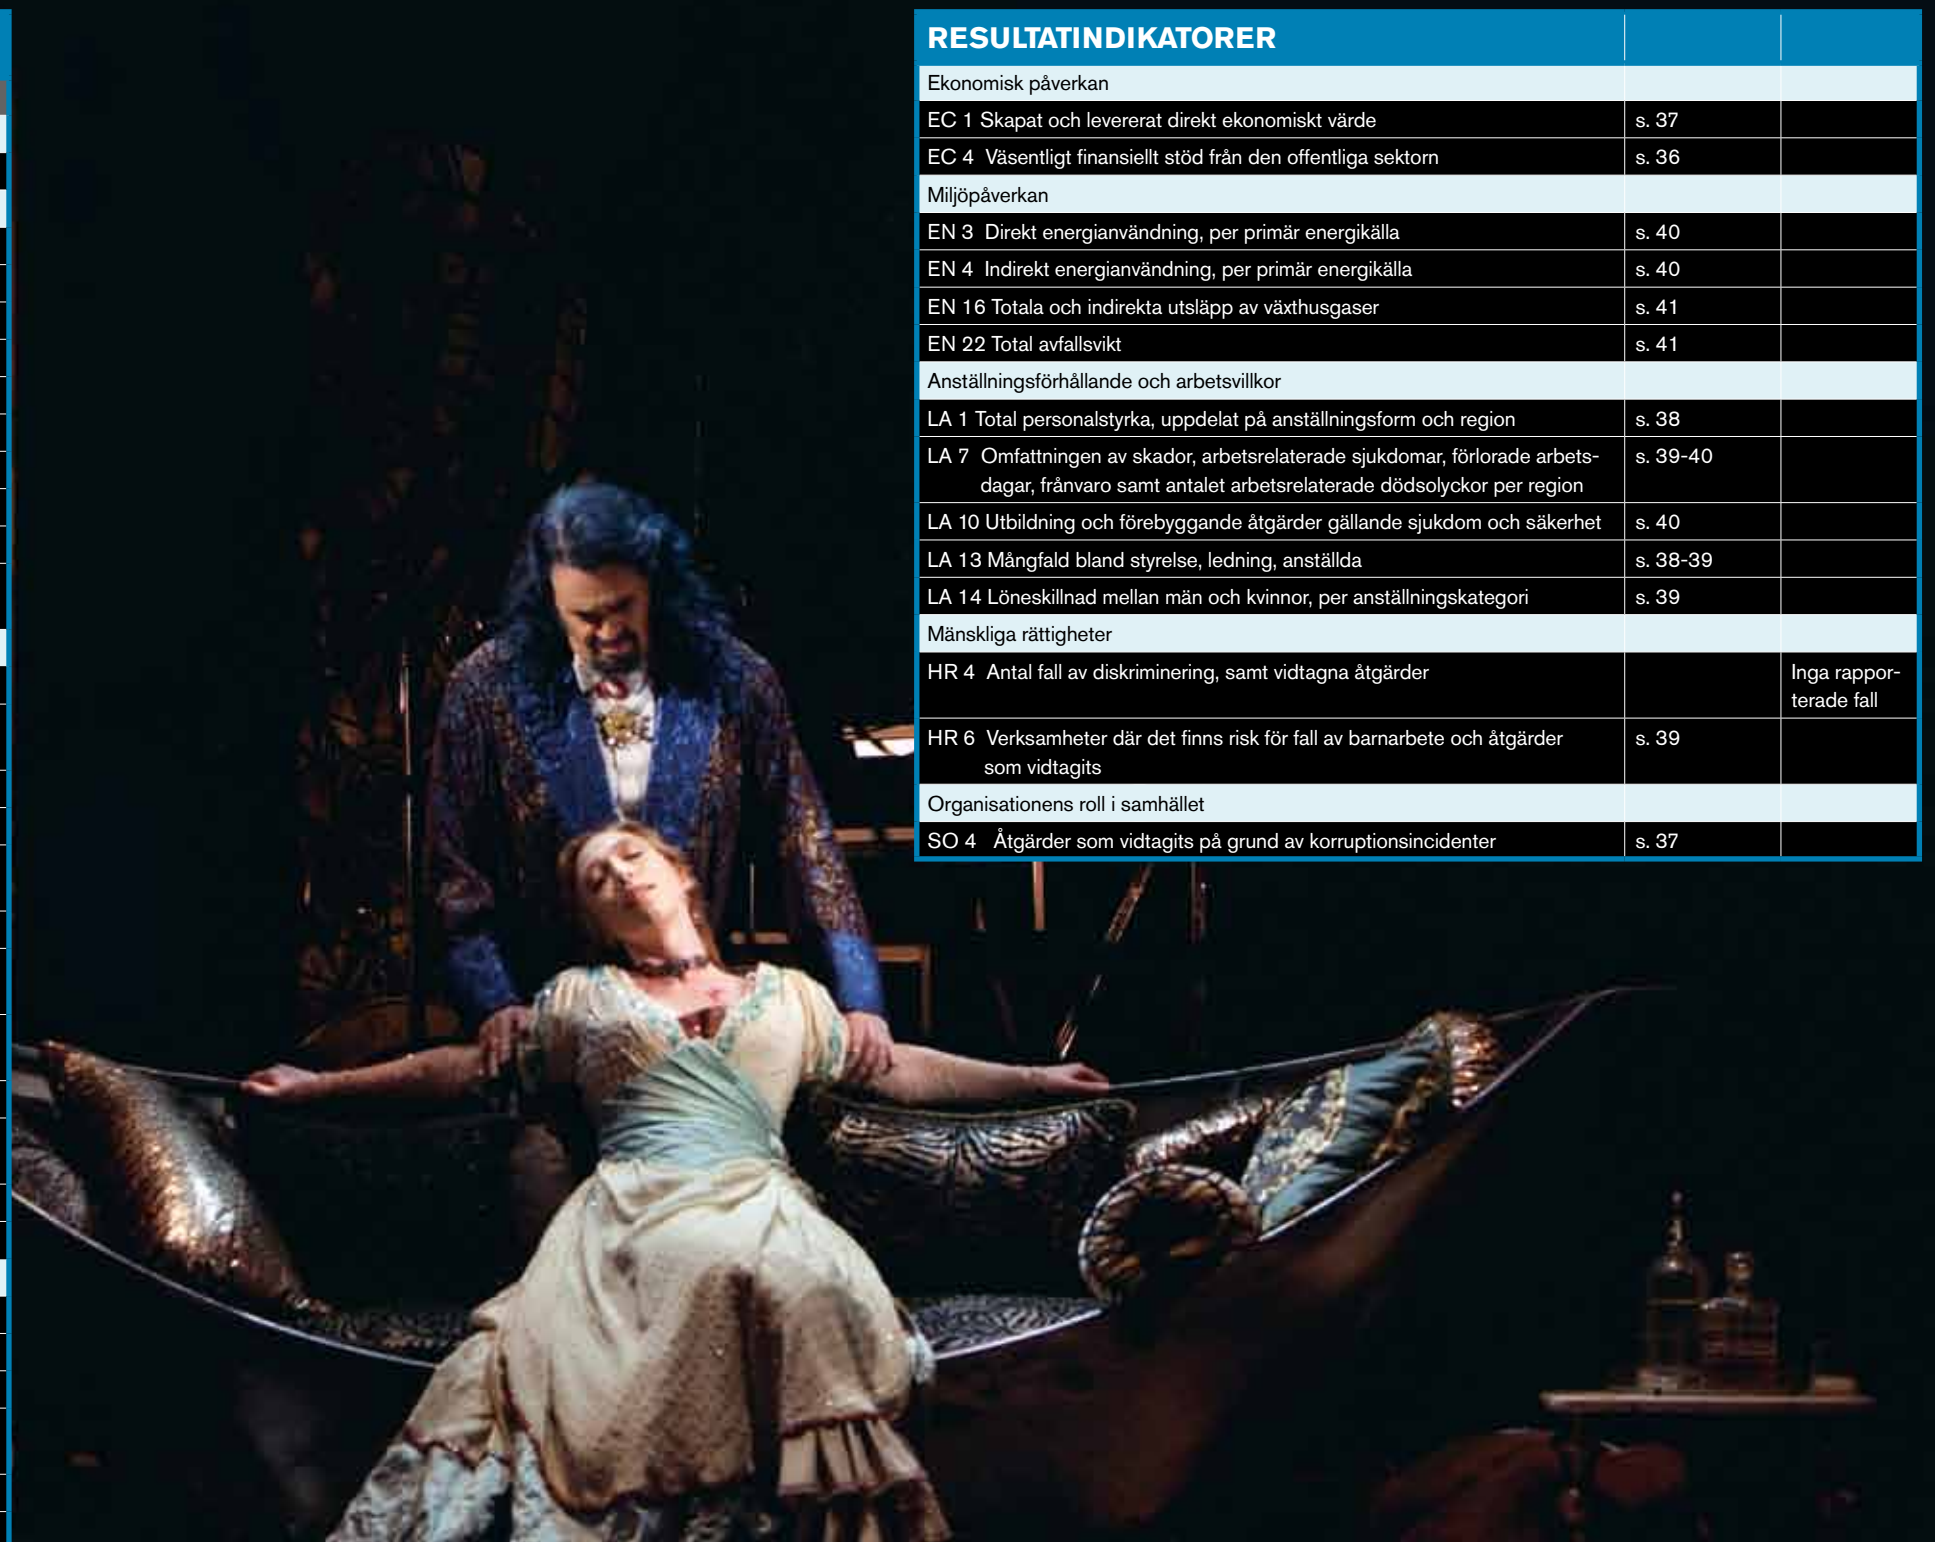 RESULTATINDIKATORER
Ekonomisk påverkan
EC 1 Skapat och levererat direkt ekonomiskt värde s. 37
EC 4 Väsentligt finansiellt stöd från den offentliga sektorn s. 36
Miljöpåverkan
EN 3 Direkt energianvändning, per primär energikälla s. 40
EN 4 Indirekt energianvändning, per primär energikälla s. 40
EN 16 Totala och indirekta utsläpp av växthusgaser s. 41
EN 22 Total avfallsvikt s. 41
Anställningsförhållande och arbetsvillkor
LA 1 Total personalstyrka, uppdelat på anställningsform och region s. 38
LA 7 Omfattningen av skador, arbetsrelaterade sjukdomar, förlorade arbets- s. 39-40
dagar, frånvaro samt antalet arbetsrelaterade dödsolyckor per region
LA 10 Utbildning och förebyggande åtgärder gällande sjukdom och säkerhet s. 40
LA 13 Mångfald bland styrelse, ledning, anställda s. 38-39
LA 14 Löneskillnad mellan män och kvinnor, per anställningskategori s. 39
Mänskliga rättigheter
HR 4 Antal fall av diskriminering, samt vidtagna åtgärder Inga rappor-
terade fall
HR 6 Verksamheter där det finns risk för fall av barnarbete och åtgärder s. 39
som vidtagits
Organisationens roll i samhället
SO 4 Åtgärder som vidtagits på grund av korruptionsincidenter s. 37